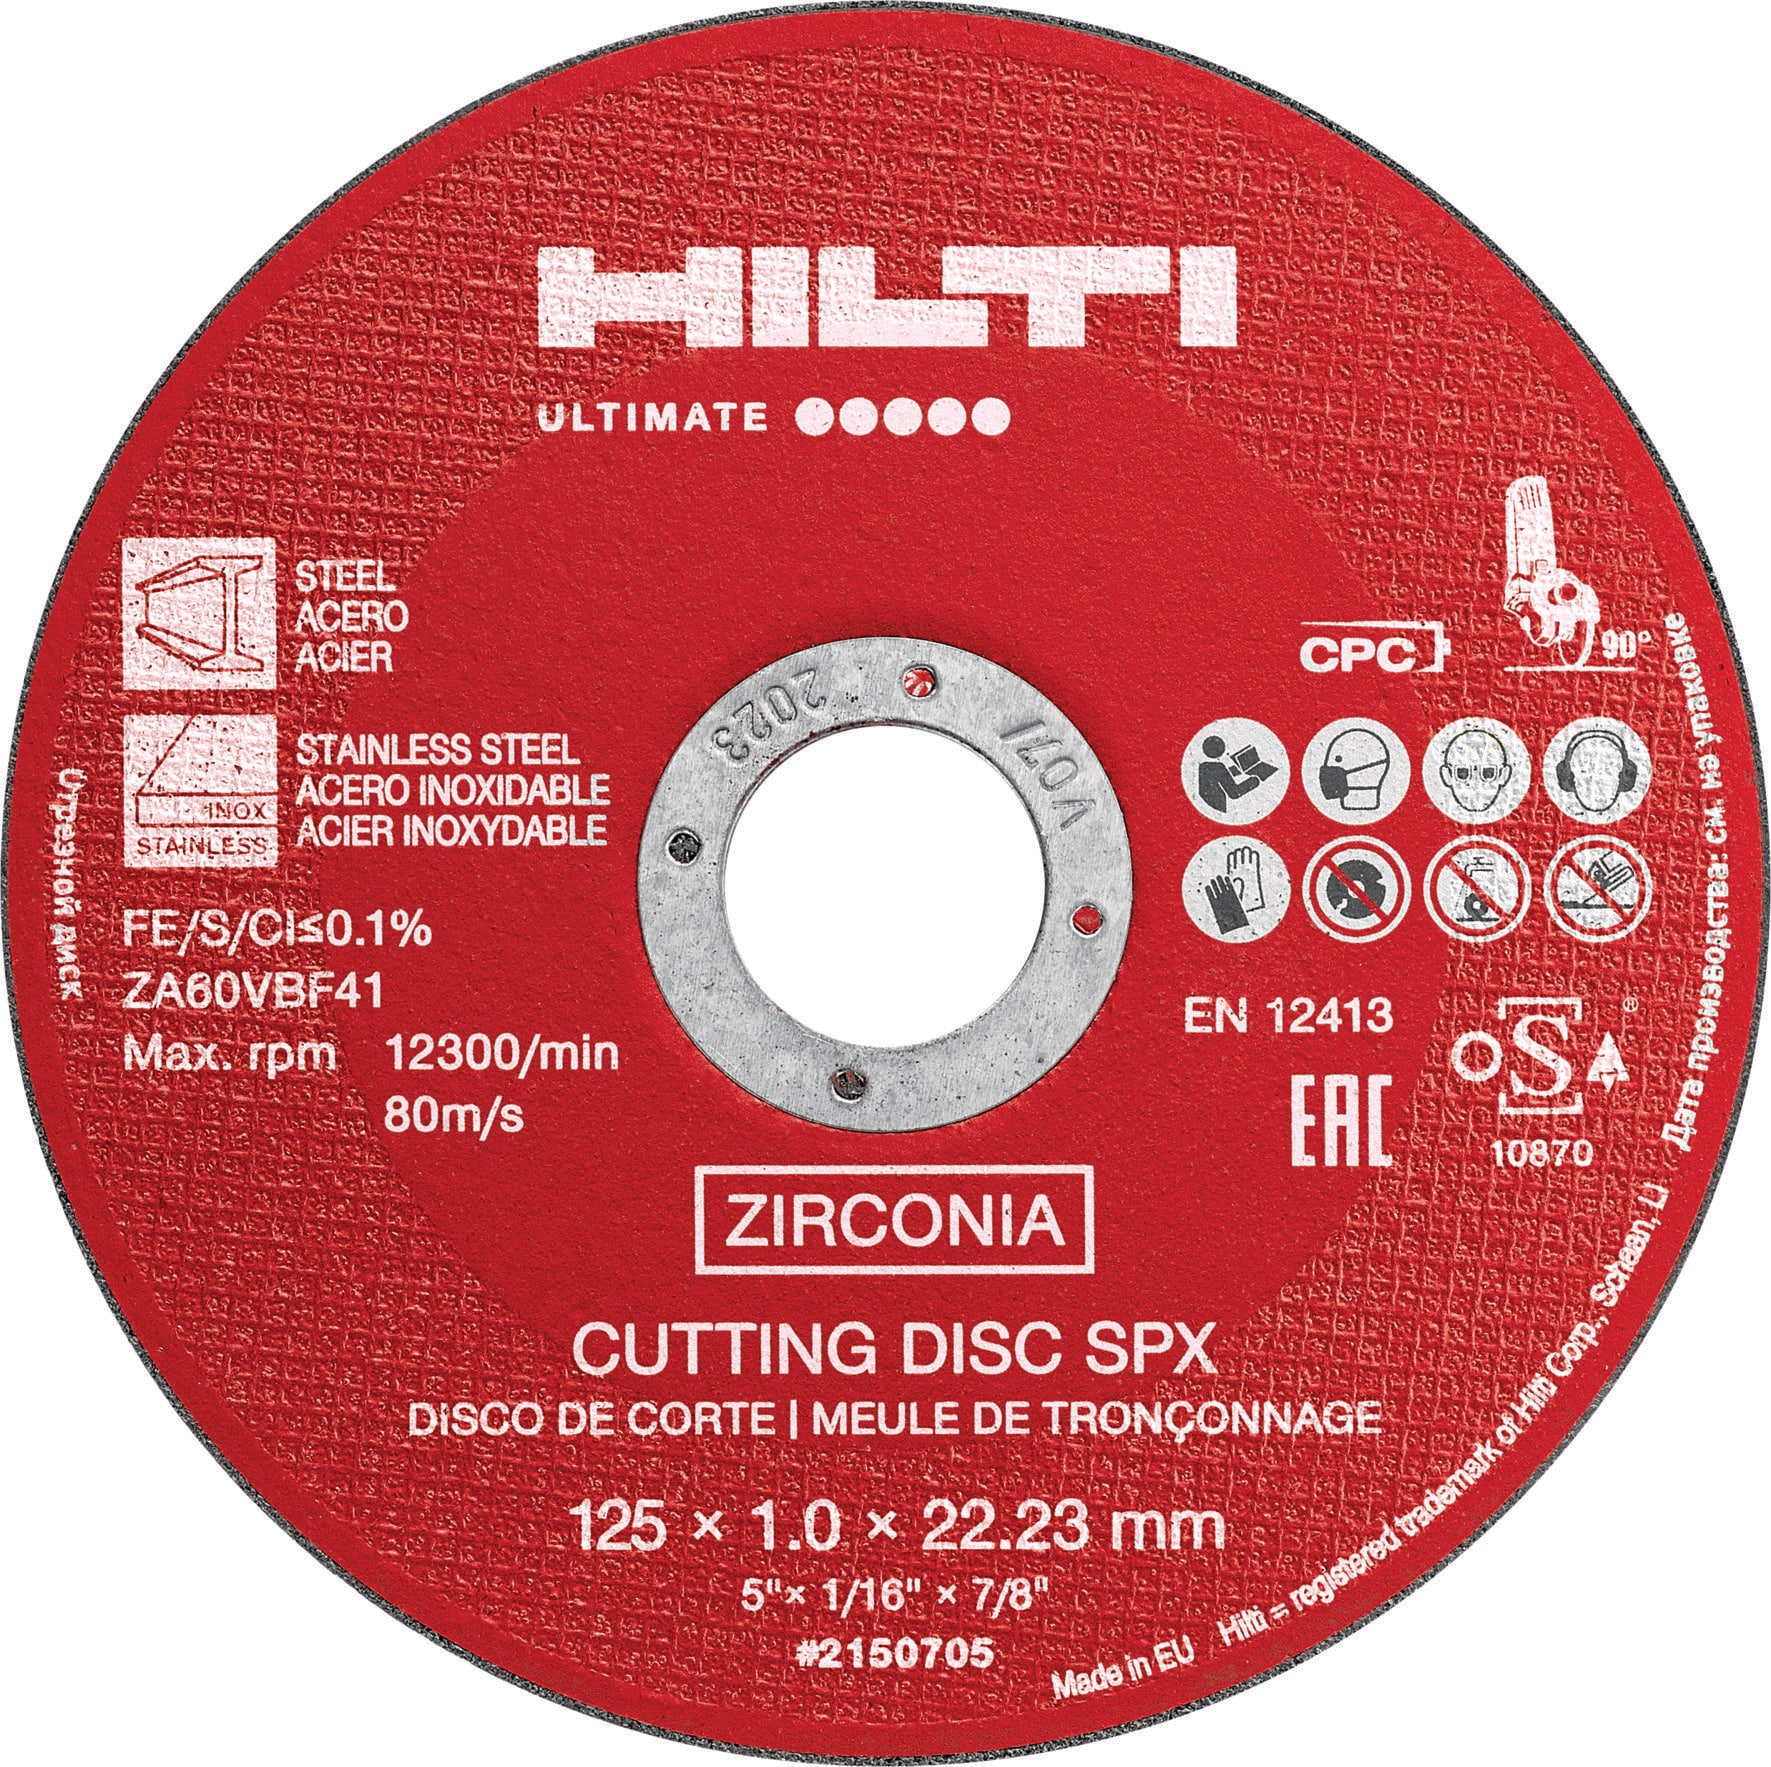 HILTI
ULTIMATE
STEEL
ACERO
ACIER
INOX
STAINLESS
STAINLESS STEEL
ACERO INOXIDABLE
ACIER INOXYDABLE
FE/S/Cl≤0.1%
ZA60VBF41
Max. rpm 12300/min
80m/s
Отрезной диск
2023
V07/
90°
CPC
EN 12413
EAC
oSa®
10870
Дата производства: см. на упаковке
ZIRCONIA
CUTTING DISC SPX
DISCO DE CORTE | MEULE DE TRONÇONNAGE
125 × 1.0 × 22.23 mm
5" × 1/16" × 7/8"
#2150705
Made in EU
Hilti = registered trademark of Hilti Corp., Schaan, LI